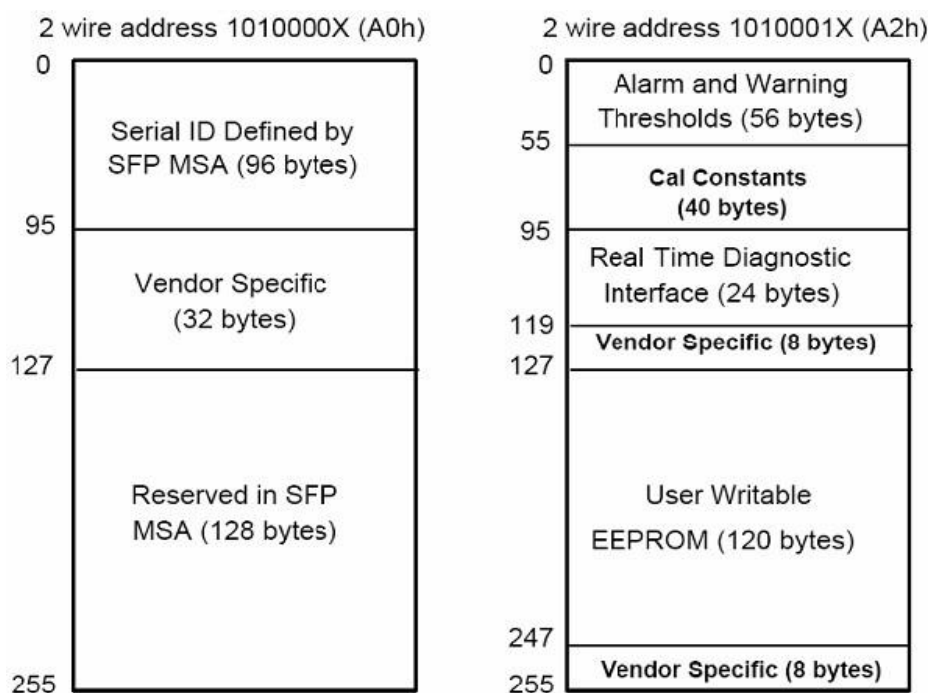 2 wire address 1010000X (A0h)
0
Serial ID Defined by
SFP MSA (96 bytes)
95
Vendor Specific
(32 bytes)
127
Reserved in SFP
MSA (128 bytes)
255
2 wire address 1010001X (A2h)
0
Alarm and Warning
Thresholds (56 bytes)
55
Cal Constants
(40 bytes)
95
Real Time Diagnostic
Interface (24 bytes)
119
Vendor Specific (8 bytes)
127
User Writable
EEPROM (120 bytes)
247
Vendor Specific (8 bytes)
255